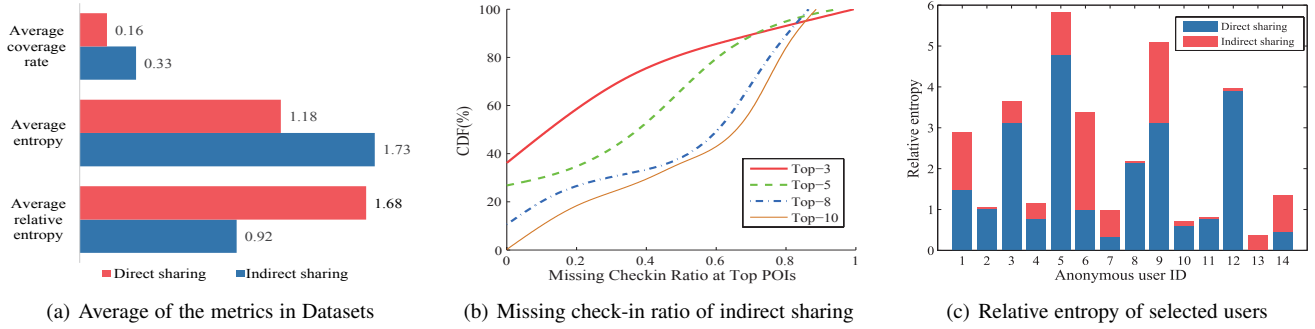 Average
coverage
rate
0.16
0.33
Average
entropy
1.18
1.73
Average
relative
entropy
1.68
0.92
Direct sharing
Indirect sharing
(a) Average of the metrics in Datasets
CDF(%)
100
80
60
40
20
0
0
0.2
0.4
0.6
0.8
1
Top-3
Top-5
Top-8
Top-10
Missing Checkin Ratio at Top POIs
(b) Missing check-in ratio of indirect sharing
Relative entropy
6
5
4
3
2
1
0
Direct sharing
Indirect sharing
1 2 3 4 5 6 7 8 9 10 11 12 13 14
Anonymous user ID
(c) Relative entropy of selected users